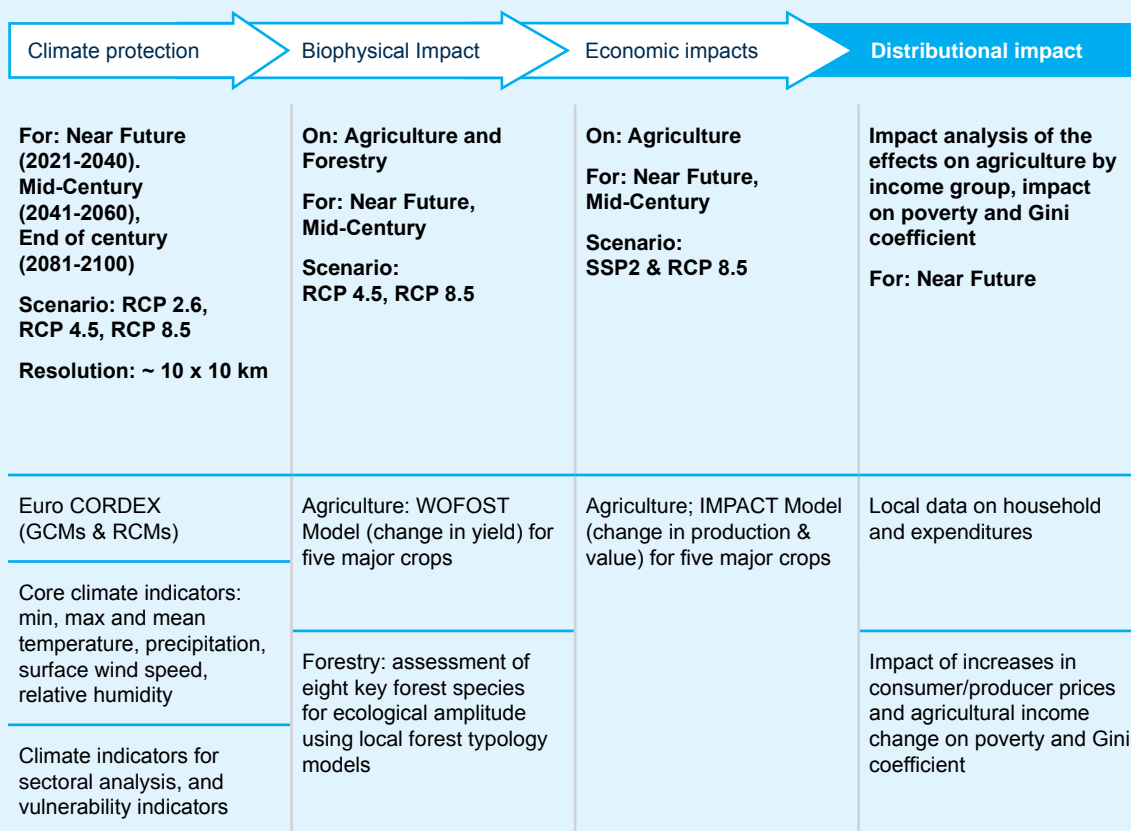 Climate protection
Biophysical Impact
Economic impacts
Distributional impact
For: Near Future
(2021-2040).
Mid-Century
(2041-2060),
End of century
(2081-2100)
Scenario: RCP 2.6,
RCP 4.5, RCP 8.5
Resolution: ~ 10 x 10 km
On: Agriculture and
Forestry
For: Near Future,
Mid-Century
Scenario:
RCP 4.5, RCP 8.5
On: Agriculture
For: Near Future,
Mid-Century
Scenario:
SSP2 & RCP 8.5
Impact analysis of the
effects on agriculture by
income group, impact
on poverty and Gini
coefficient
For: Near Future
Euro CORDEX
(GCMs & RCMs)
Core climate indicators:
min, max and mean
temperature, precipitation,
surface wind speed,
relative humidity
Climate indicators for
sectoral analysis, and
vulnerability indicators
Agriculture: WOFOST
Model (change in yield) for
five major crops
Forestry: assessment of
eight key forest species
for ecological amplitude
using local forest typology
models
Agriculture; IMPACT Model
(change in production &
value) for five major crops
Local data on household
and expenditures
Impact of increases in
consumer/producer prices
and agricultural income
change on poverty and Gini
coefficient